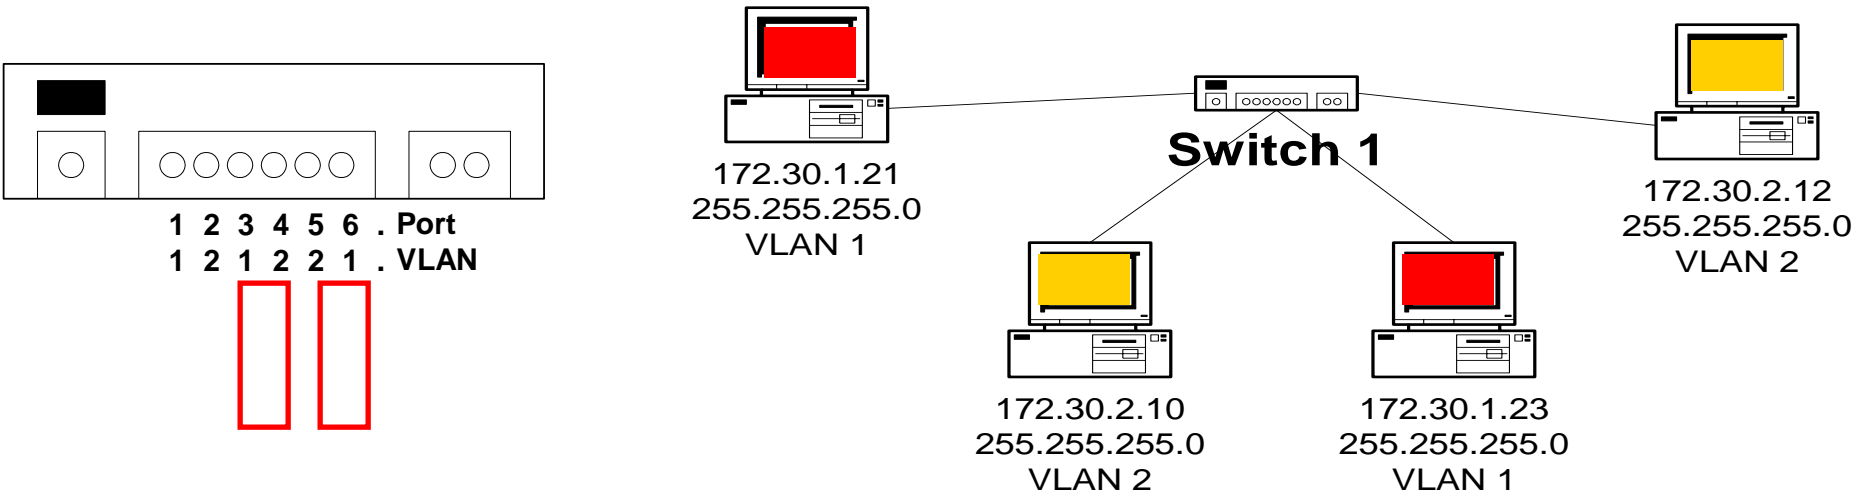 1 2 3 4 5 6 . Port
1 2 1 2 2 1 . VLAN
172.30.1.21
255.255.255.0
VLAN 1
Switch 1
172.30.2.12
255.255.255.0
VLAN 2
172.30.2.10
255.255.255.0
VLAN 2
172.30.1.23
255.255.255.0
VLAN 1